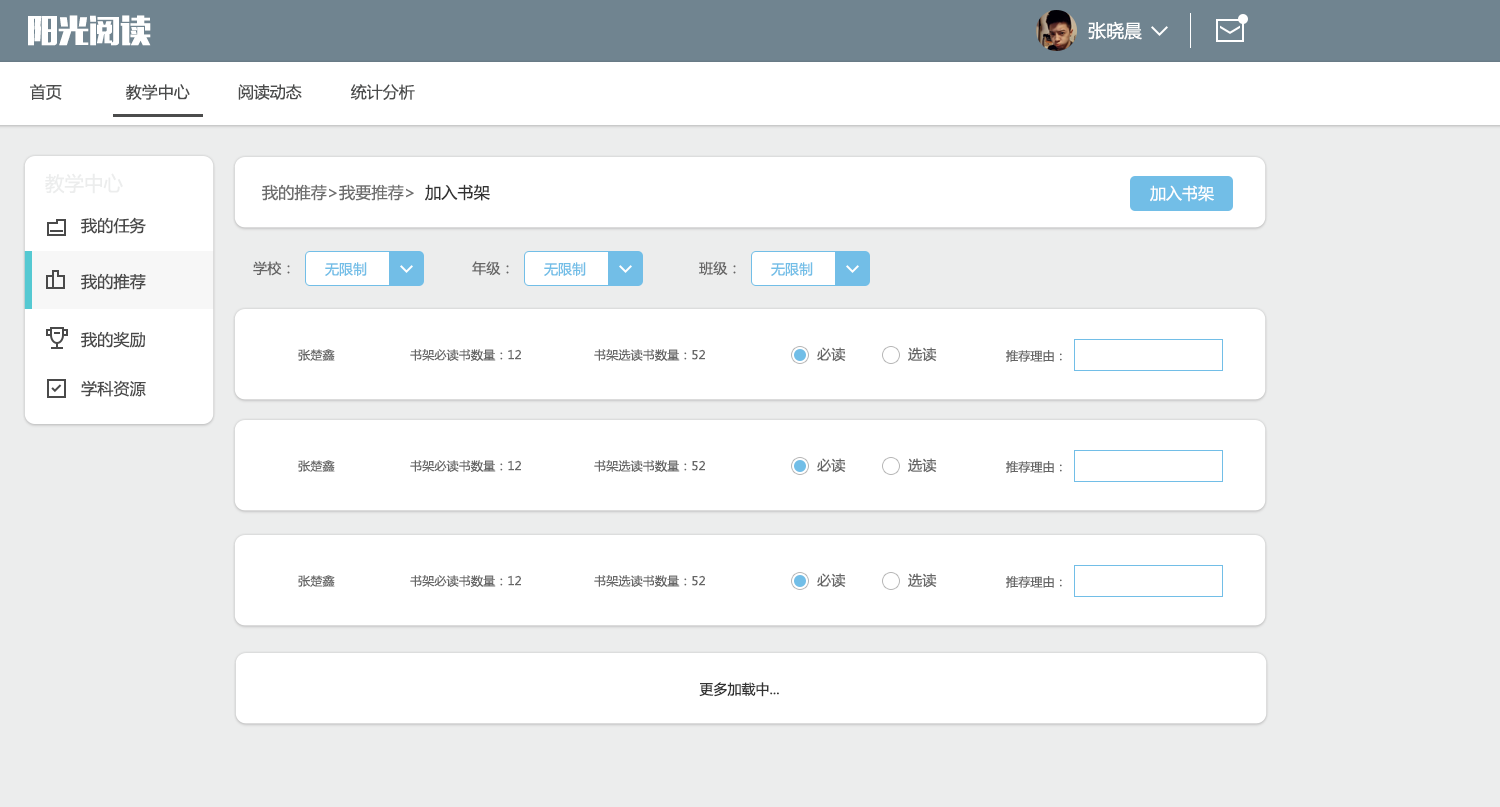 阳光阅读
张晓晨
首页 教学中心 阅读动态 统计分析
教学中心
我的任务
我的推荐
我的奖励
学科资源
我的推荐>我要推荐> 加入书架
加入书架
学校： 无限制 年级： 无限制 班级： 无限制
张楚鑫 书架必读书数量：12 书架选读书数量：52 必读 选读 推荐理由：
张楚鑫 书架必读书数量：12 书架选读书数量：52 必读 选读 推荐理由：
张楚鑫 书架必读书数量：12 书架选读书数量：52 必读 选读 推荐理由：
更多加载中...